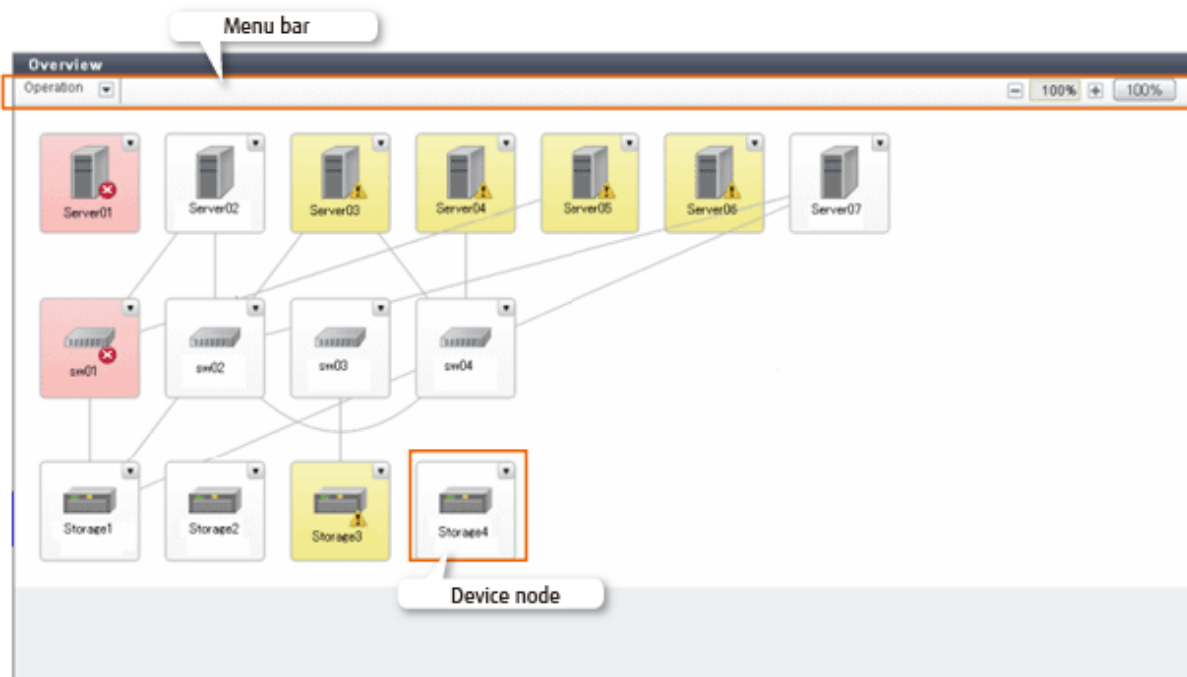 Menu bar
Overview
Operation
100%
100%
Server01
Server02
Server03
Server04
Server05
Server06
Server07
sw01
sw02
sw03
sw04
Storage1
Storage2
Storage3
Storage4
Device node